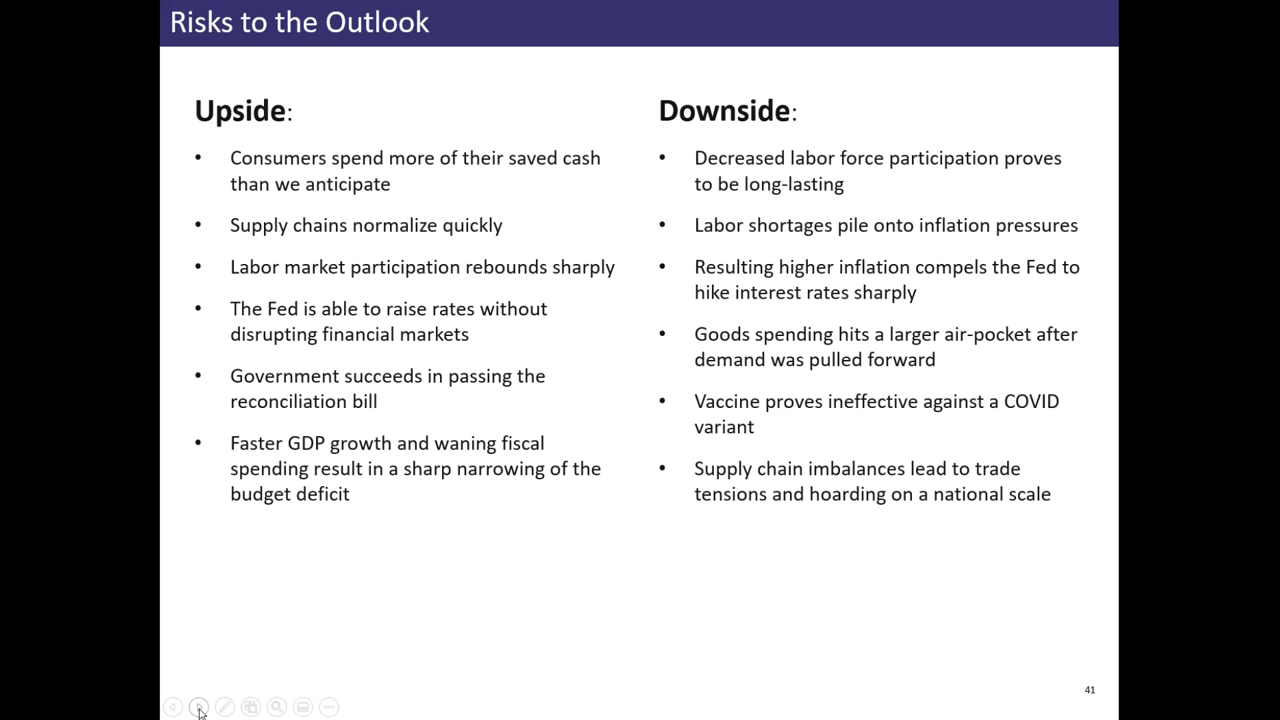 Risks to the Outlook
Upside:
• Consumers spend more of their saved cash
than we anticipate
• Supply chains normalize quickly
• Labor market participation rebounds sharply
• The Fed is able to raise rates without
disrupting financial markets
• Government succeeds in passing the
reconciliation bill
• Faster GDP growth and waning fiscal
spending result in a sharp narrowing of the
budget deficit
Downside:
• Decreased labor force participation proves
to be long-lasting
• Labor shortages pile onto inflation pressures
• Resulting higher inflation compels the Fed to
hike interest rates sharply
• Goods spending hits a larger air-pocket after
demand was pulled forward
• Vaccine proves ineffective against a COVID
variant
• Supply chain imbalances lead to trade
tensions and hoarding on a national scale
41